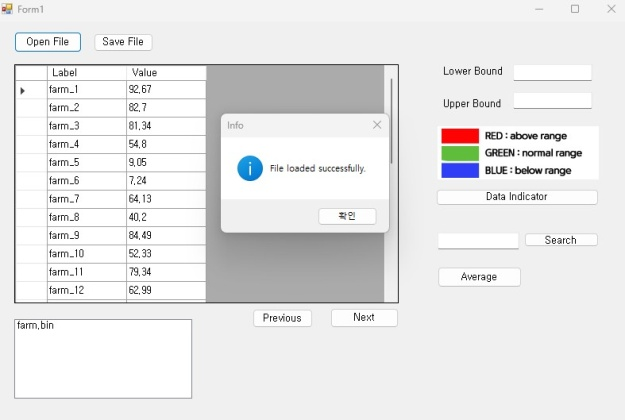 Form1
Open File Save File
Label Value
farm_1 92,67
farm_2 82,7
farm_3 81,34
farm_4 54,8
farm_5 9,05
farm_6 7,24
farm_7 64,13
farm_8 40,2
farm_9 84,49
farm_10 52,33
farm_11 79,34
farm_12 62,99
Info
File loaded successfully.
확인
Lower Bound
Upper Bound
RED : above range
GREEN : normal range
BLUE : below range
Data Indicator
Search
Average
Previous Next
farm,bin